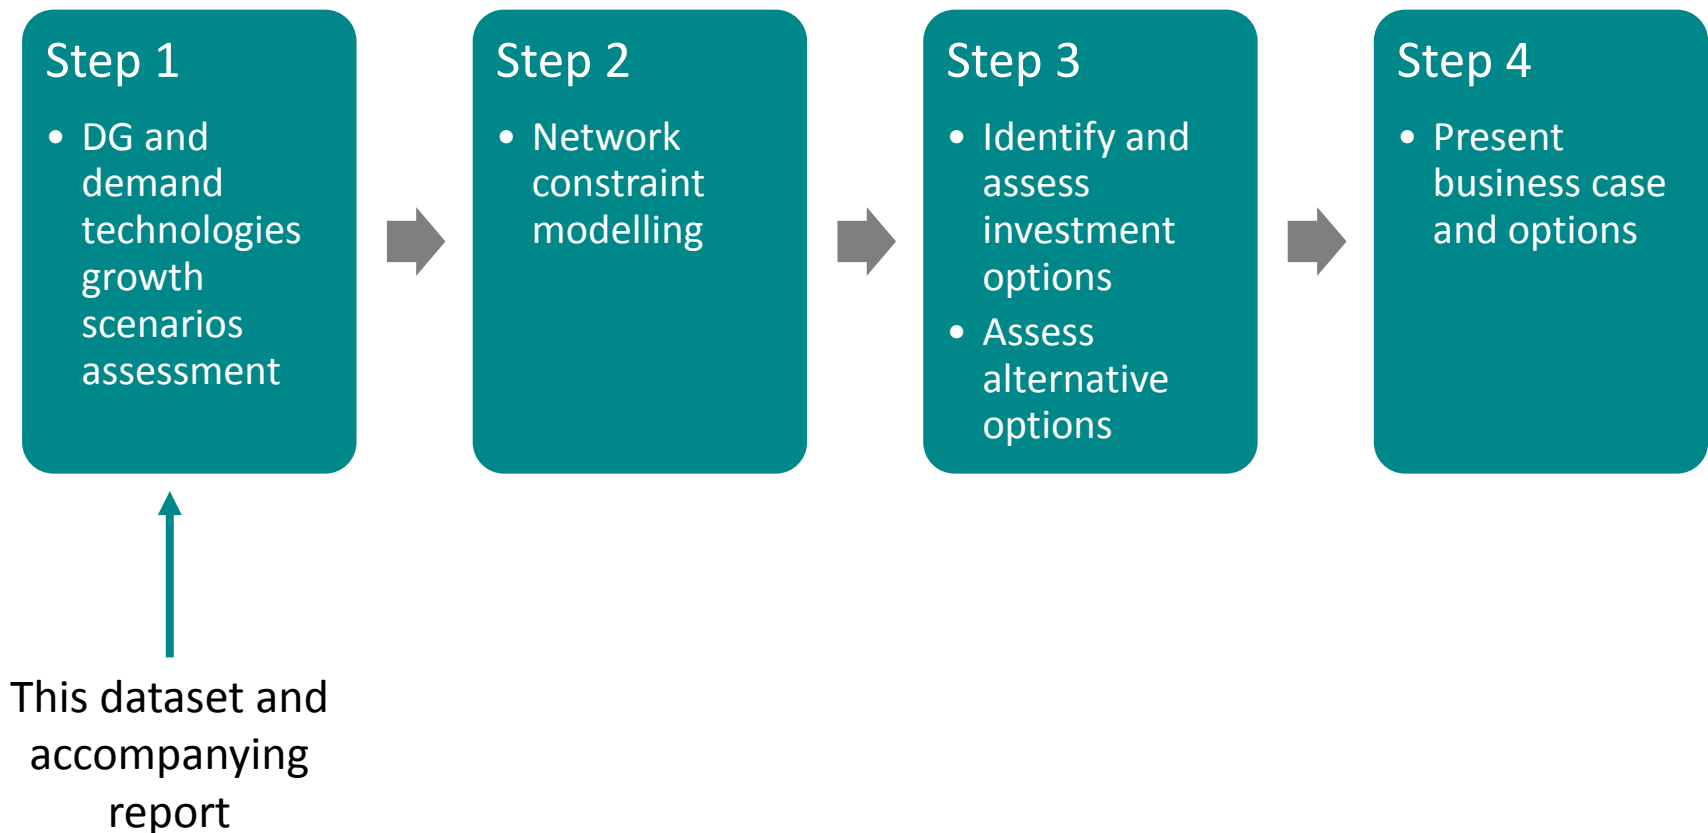 Step 1
• DG and
demand
technologies
growth
scenarios
assessment
Step 2
• Network
constraint
modelling
Step 3
• Identify and
assess
investment
options
• Assess
alternative
options
Step 4
• Present
business case
and options
This dataset and
accompanying
report